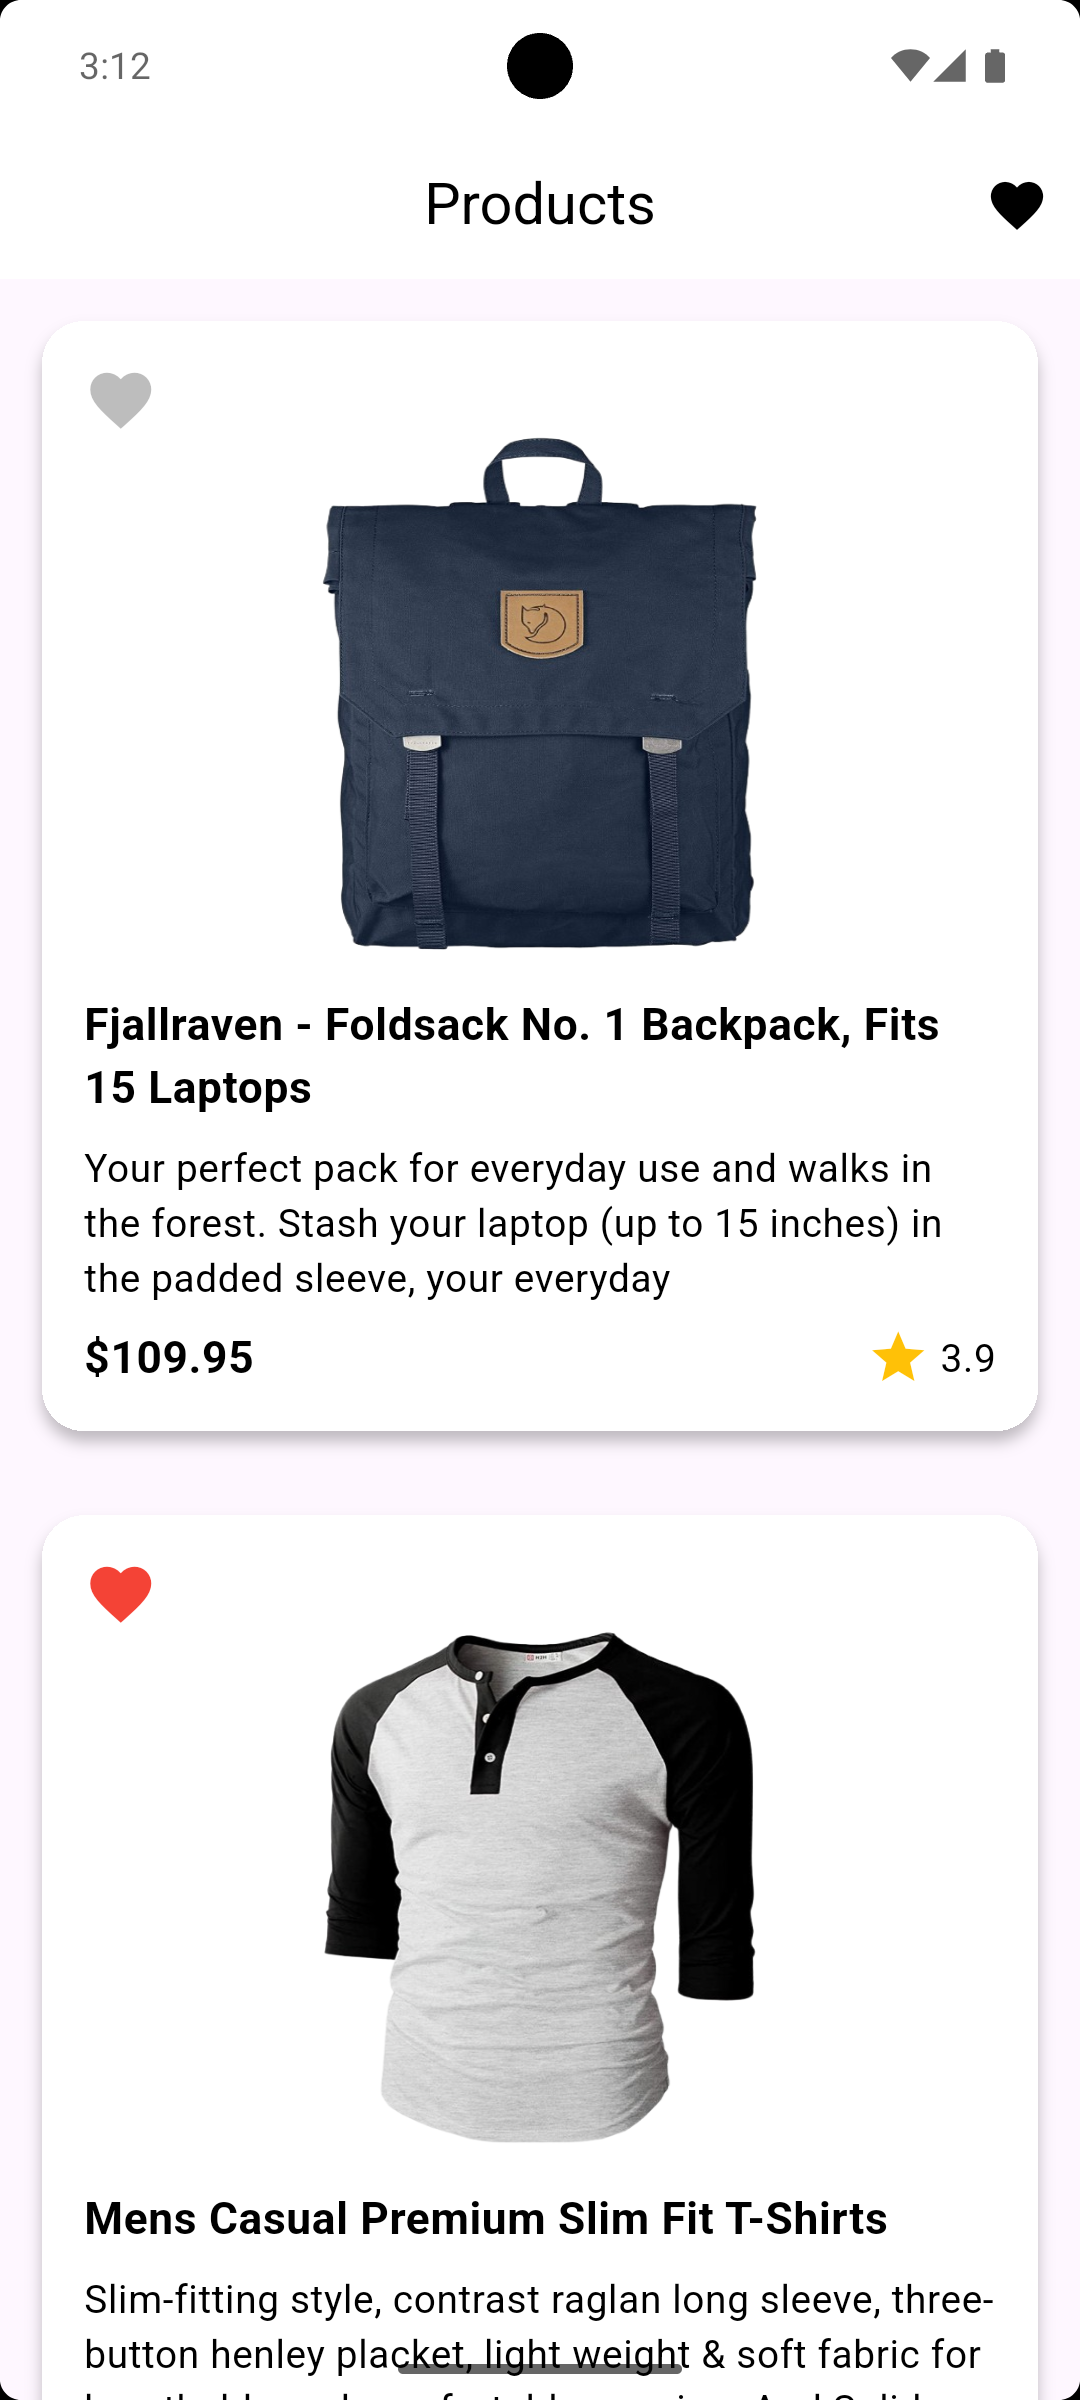 3:12
Products
Fjallraven - Foldsack No. 1 Backpack, Fits
15 Laptops
Your perfect pack for everyday use and walks in
the forest. Stash your laptop (up to 15 inches) in
the padded sleeve, your everyday
$109.95
3.9
Mens Casual Premium Slim Fit T-Shirts
Slim-fitting style, contrast raglan long sleeve, three-
button henley placket, light weight & soft fabric for